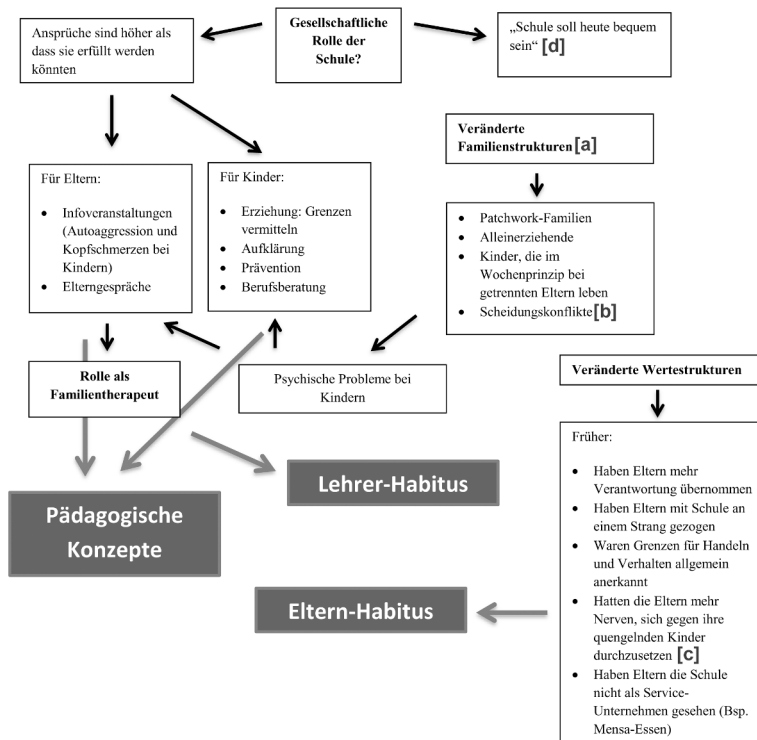 Ansprüche sind höher als
dass sie erfüllt werden
könnten
Gesellschaftliche
Rolle der
Schule?
„Schule soll heute bequem
sein“ [d]
Veränderte
Familienstrukturen [a]
Für Eltern:
• Infoveranstaltungen
(Autoaggression und
Kopfschmerzen bei
Kindern)
• Elterngespräche
Für Kinder:
• Erziehung: Grenzen
vermitteln
• Aufklärung
• Prävention
• Berufsberatung
• Patchwork-Familien
• Alleinerziehende
• Kinder, die im
Wochenprinzip bei
getrennten Eltern leben
• Scheidungskonflikte [b]
Rolle als
Familientherapeut
Psychische Probleme bei
Kindern
Veränderte Wertestrukturen
Früher:
• Haben Eltern mehr
Verantwortung übernommen
• Haben Eltern mit Schule an
einem Strang gezogen
• Waren Grenzen für Handeln
und Verhalten allgemein
anerkannt
• Hatten die Eltern mehr
Nerven, sich gegen ihre
quengelnden Kinder
durchzusetzen [c]
• Haben Eltern die Schule
nicht als Service-
Unternehmen gesehen (Bsp.
Mensa-Essen)
Lehrer-Habitus
Pädagogische
Konzepte
Eltern-Habitus